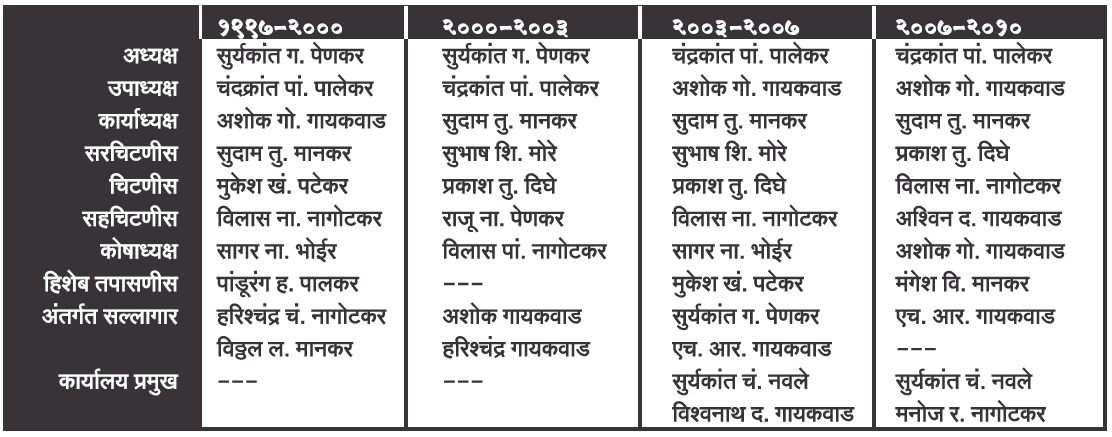 १९९७-२००० २०००-२००३ २००३-२००७ २००७-२०१०
अध्यक्ष सुर्यकांत ग. पेणकर सुर्यकांत ग. पेणकर चंद्रकांत पां. पालेकर चंद्रकांत पां. पालेकर
उपाध्यक्ष चंदक्रांत पां. पालेकर चंद्रकांत पां. पालेकर अशोक गो. गायकवाड अशोक गो. गायकवाड
कार्याध्यक्ष अशोक गो. गायकवाड सुदाम तु. मानकर सुदाम तु. मानकर सुदाम तु. मानकर
सरचिटणीस सुदाम तु. मानकर सुभाष शि. मोरे सुभाष शि. मोरे प्रकाश तु. दिघे
चिटणीस मुकेश खं. पटेकर प्रकाश तु. दिघे प्रकाश तु. दिघे विलास ना. नागोटकर
सहचिटणीस विलास ना. नागोटकर राजू ना. पेणकर विलास ना. नागोटकर अश्विन द. गायकवाड
कोषाध्यक्ष सागर ना. भोईर विलास पां. नागोटकर सागर ना. भोईर अशोक गो. गायकवाड
हिशेब तपासणीस पांडूरंग ह. पालकर --- मुकेश खं. पटेकर मंगेश वि. मानकर
अंतर्गत सल्लागार हरिश्चंद्र चं. नागोटकर अशोक गायकवाड सुर्यकांत ग. पेणकर एच. आर. गायकवाड
विठ्ठल ल. मानकर हरिश्चंद्र गायकवाड एच. आर. गायकवाड ---
कार्यालय प्रमुख --- --- सुर्यकांत चं. नवले सुर्यकांत चं. नवले
विश्वनाथ द. गायकवाड मनोज र. नागोटकर